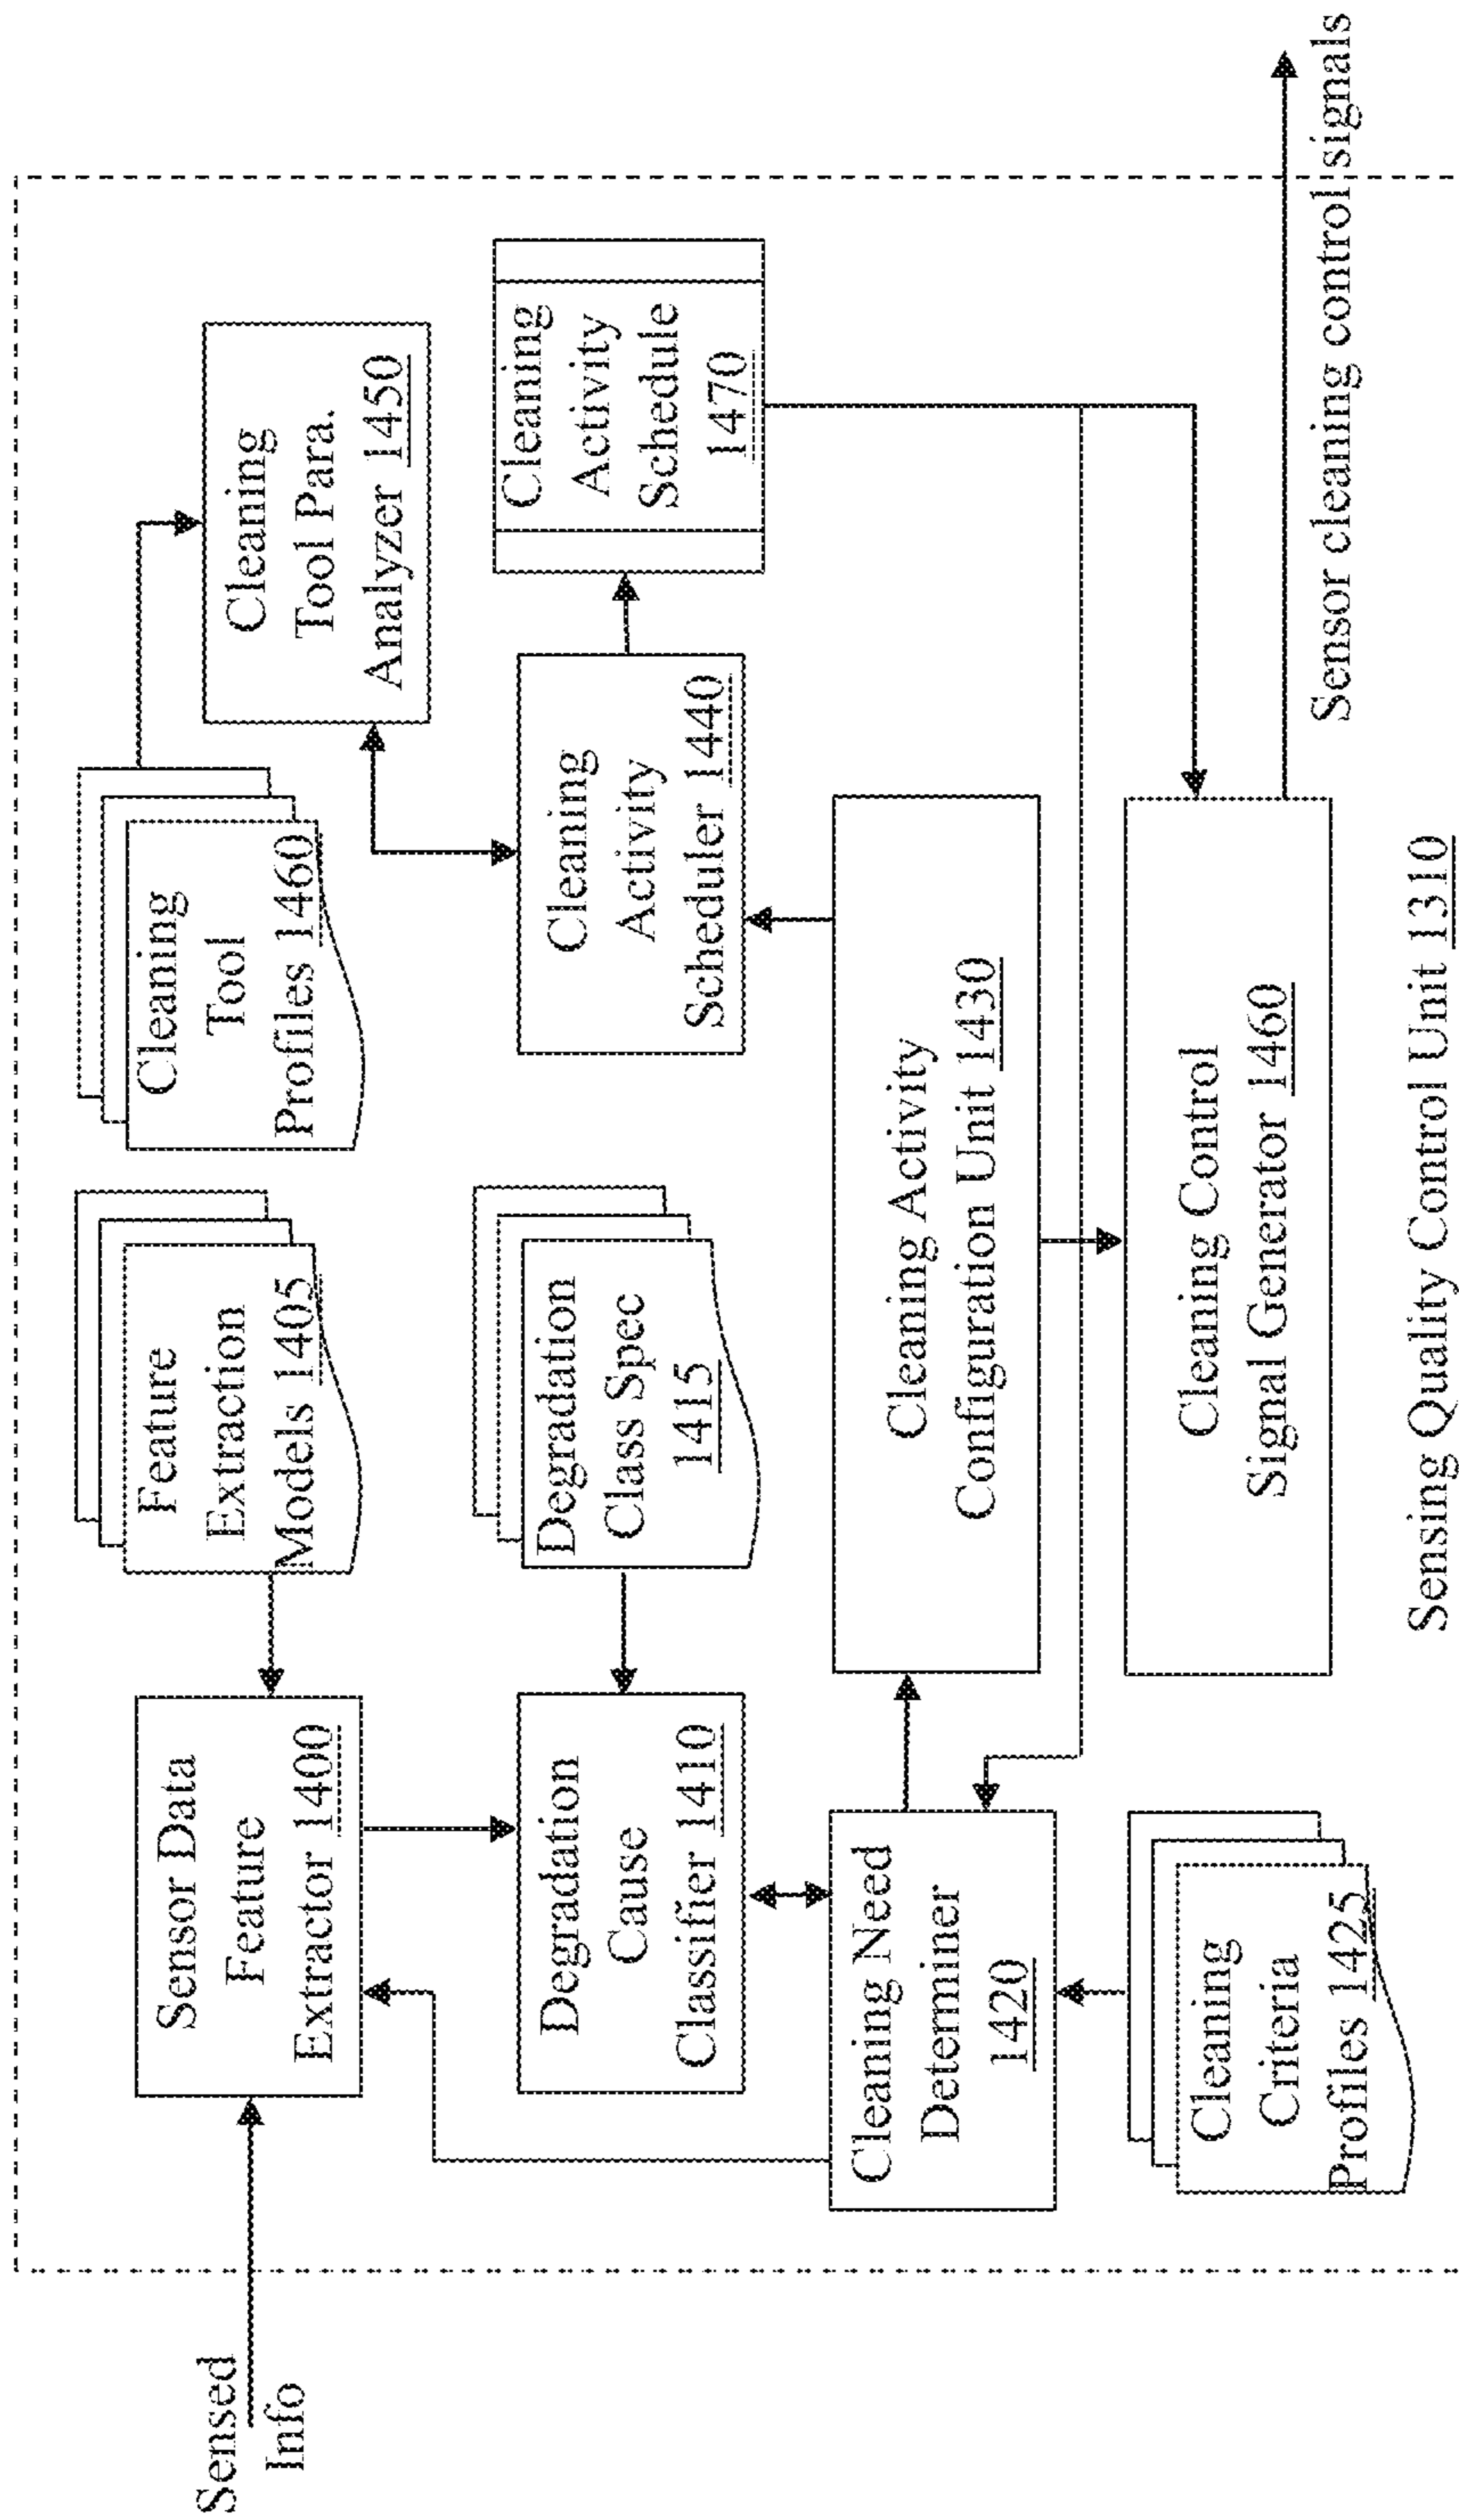 Sensed
Info
Sensor Data
Feature
Extractor 1400
Feature
Extraction
Models 1405
Cleaning
Tool
Profiles 1460
Cleaning
Tool Para.
Analyzer 1450
Degradation
Cause
Classifier 1410
Degradation
Class Spec
1415
Cleaning
Activity
Scheduler 1440
Cleaning
Activity
Schedule
1470
Cleaning Need
Determiner
1420
Cleaning Activity
Configuration Unit 1430
Cleaning
Criteria
Profiles 1425
Cleaning Control
Signal Generator 1460
Sensor cleaning control signals
Sensing Quality Control Unit 1310